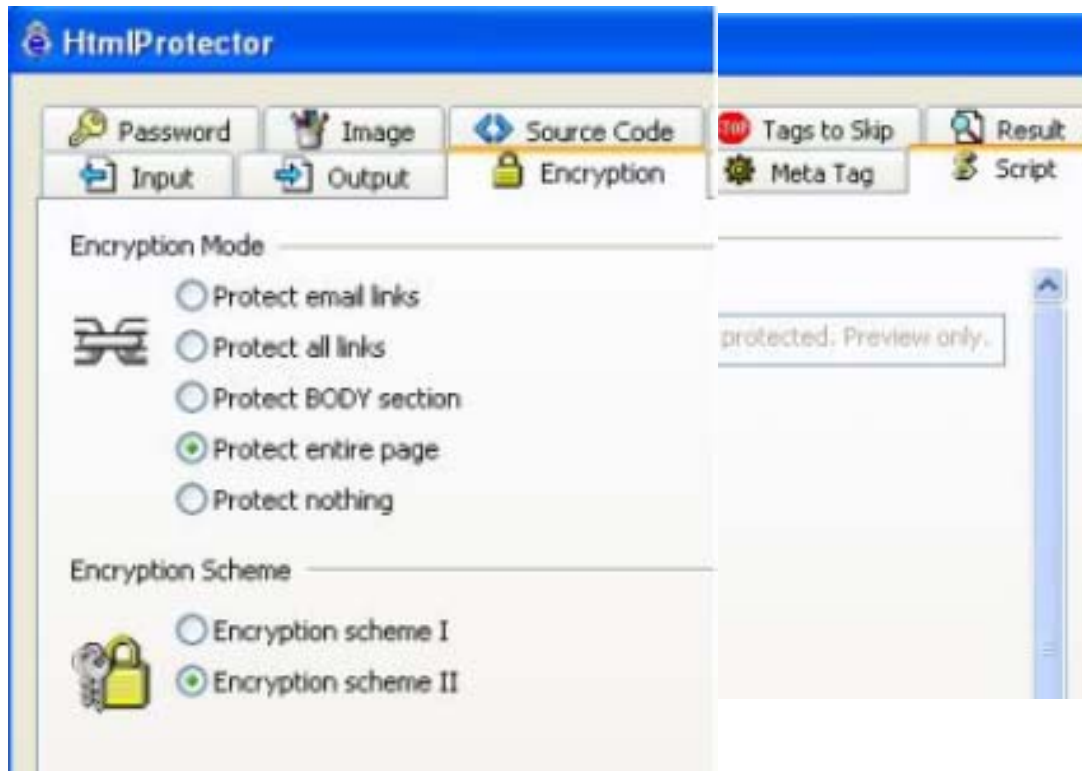 HtmlProtector
Password Image Source Code STOP Tags to Skip Result
Input Output Encryption Meta Tag Script
Encryption Mode
Protect email links
Protect all links
protected. Preview only.
Protect BODY section
Protect entire page
Protect nothing
Encryption Scheme
Encryption scheme I
Encryption scheme II